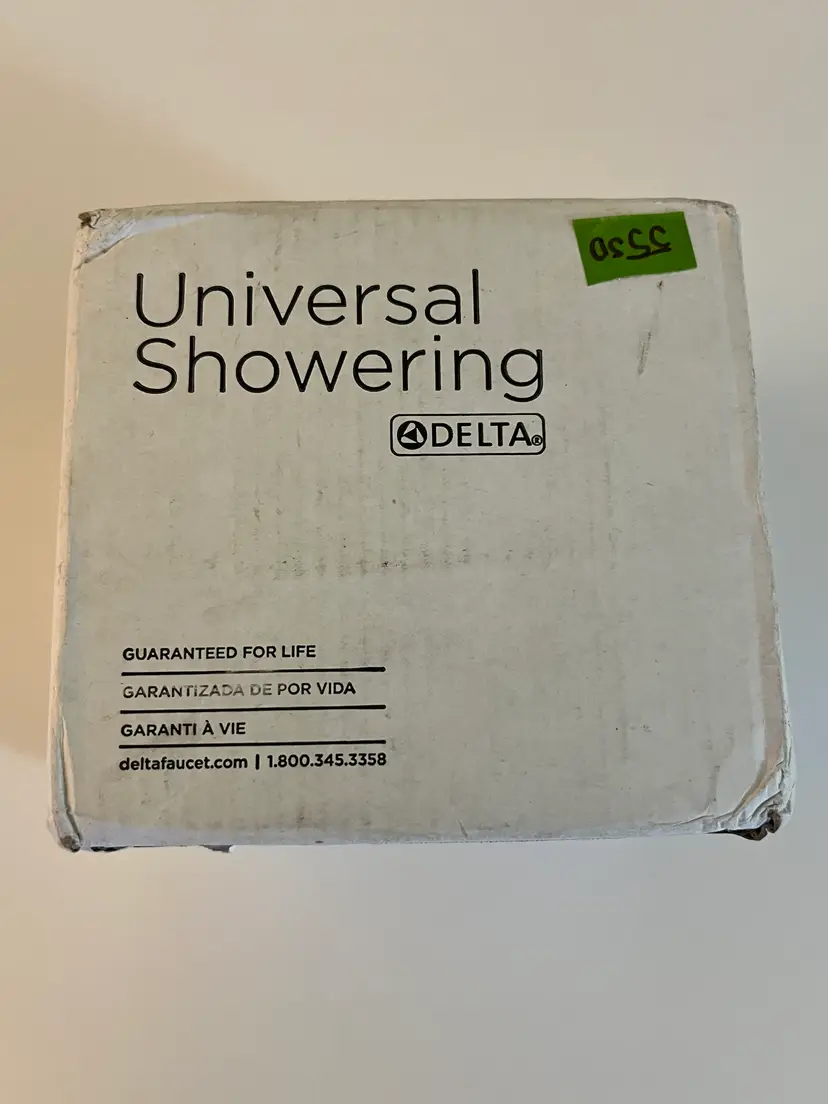 Universal
Showering
DELTA®
GUARANTEED FOR LIFE
GARANTIZADA DE POR VIDA
GARANTI À VIE
deltafaucet.com | 1.800.345.3358